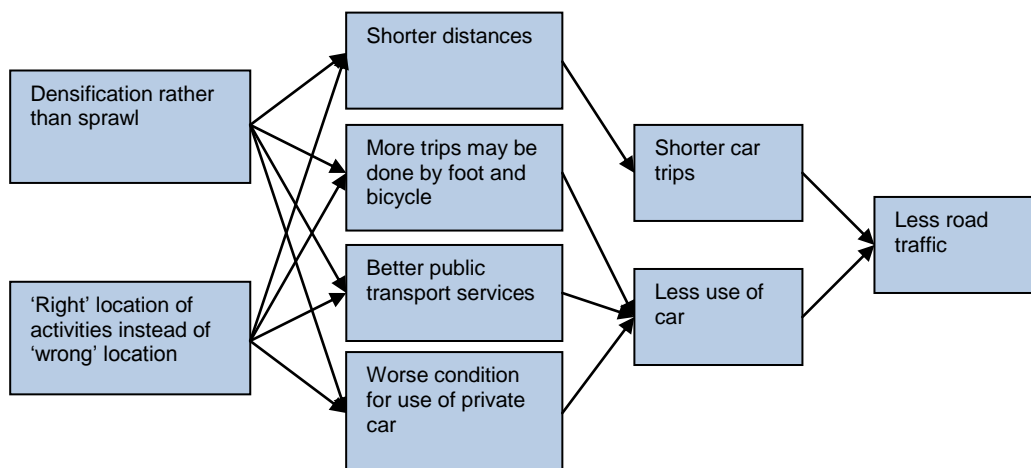 Densification rather
than sprawl
'Right' location of
activities instead of
'wrong' location
Shorter distances
More trips may be
done by foot and
bicycle
Better public
transport services
Worse condition
for use of private
car
Shorter car
trips
Less use of
car
Less road
traffic